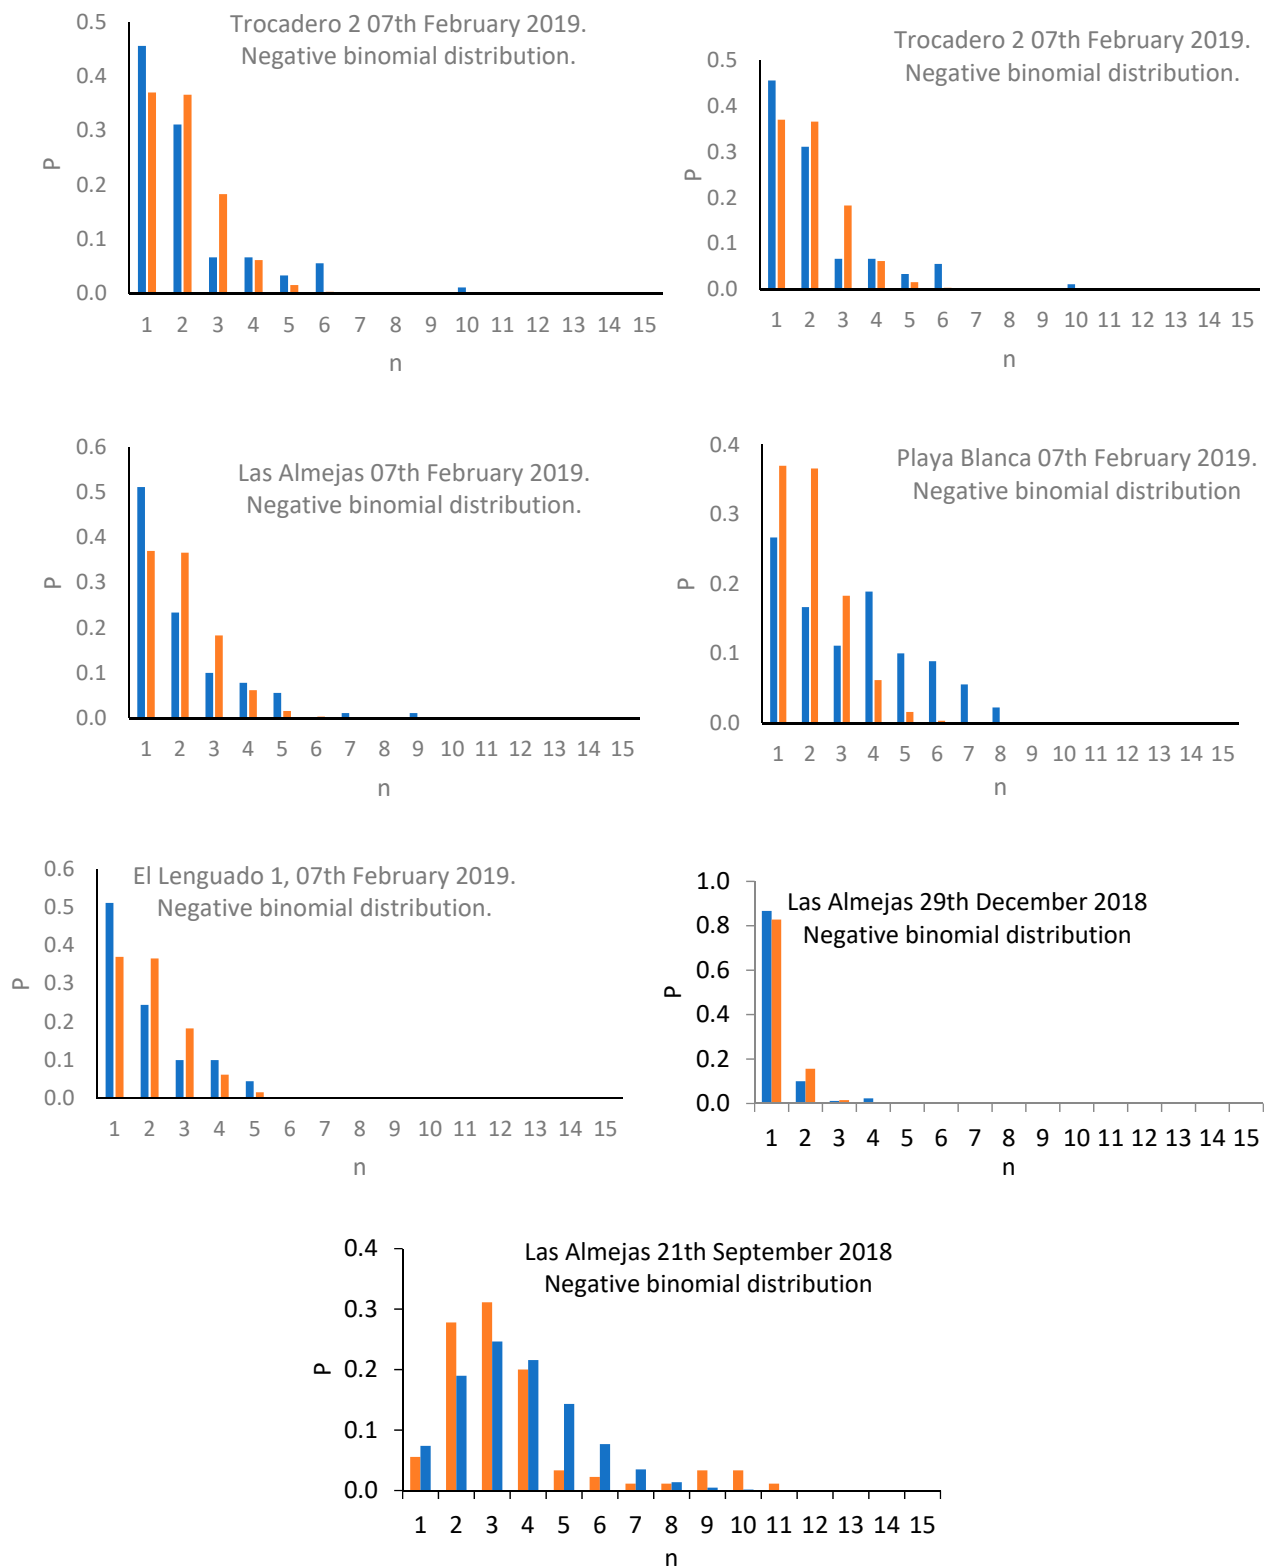 Trocadero 2 07th February 2019.
Negative binomial distribution.
0.5
0.4
0.3
0.2
0.1
0.0
P
1 2 3 4 5 6 7 8 9 10 11 12 13 14 15
n
Trocadero 2 07th February 2019.
Negative binomial distribution.
0.5
0.4
0.3
0.2
0.1
0.0
P
1 2 3 4 5 6 7 8 9 10 11 12 13 14 15
n
Las Almejas 07th February 2019.
Negative binomial distribution.
0.6
0.5
0.4
0.3
0.2
0.1
0.0
P
1 2 3 4 5 6 7 8 9 10 11 12 13 14 15
n
Playa Blanca 07th February 2019.
Negative binomial distribution
0.4
0.3
0.2
0.1
0.0
P
1 2 3 4 5 6 7 8 9 10 11 12 13 14 15
n
El Lenguado 1, 07th February 2019.
Negative binomial distribution.
0.6
0.5
0.4
0.3
0.2
0.1
0.0
P
1 2 3 4 5 6 7 8 9 10 11 12 13 14 15
n
Las Almejas 29th December 2018
Negative binomial distribution
1.0
0.8
0.6
0.4
0.2
0.0
P
1 2 3 4 5 6 7 8 9 10 11 12 13 14 15
n
Las Almejas 21th September 2018
Negative binomial distribution
0.4
0.3
0.2
0.1
0.0
P
1 2 3 4 5 6 7 8 9 10 11 12 13 14 15
n